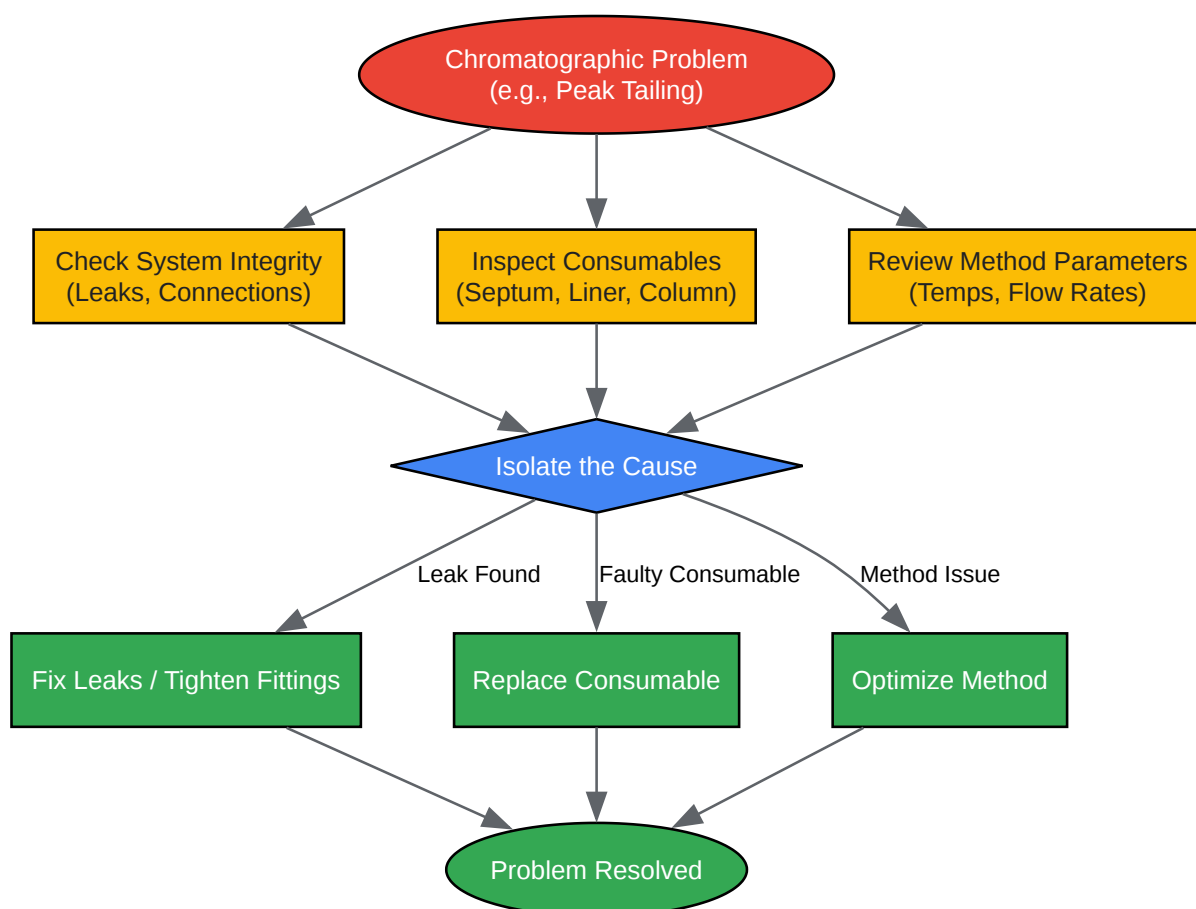 Chromatographic Problem
(e.g., Peak Tailing)
Check System Integrity
(Leaks, Connections)
Inspect Consumables
(Septum, Liner, Column)
Review Method Parameters
(Temps, Flow Rates)
Isolate the Cause
Leak Found
Faulty Consumable
Method Issue
Fix Leaks / Tighten Fittings
Replace Consumable
Optimize Method
Problem Resolved